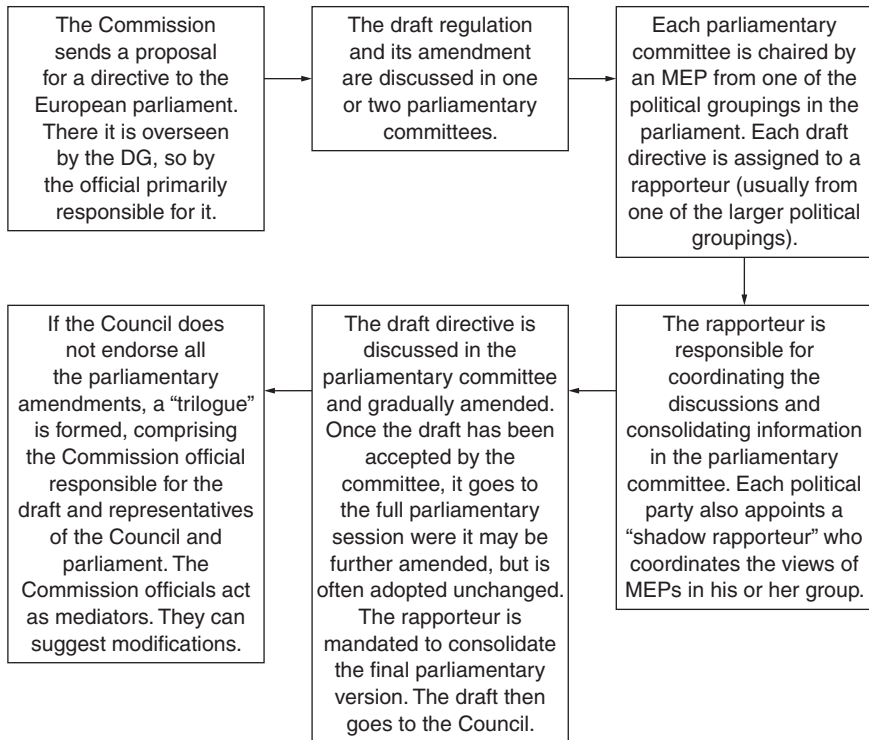 The Commission
sends a proposal
for a directive to the
European parliament.
There it is overseen
by the DG, so by
the official primarily
responsible for it.
The draft regulation
and its amendment
are discussed in one
or two parliamentary
committees.
Each parliamentary
committee is chaired by
an MEP from one of the
political groupings in the
parliament. Each draft
directive is assigned to a
rapporteur (usually from
one of the larger political
groupings).
The rapporteur is
responsible for
coordinating the
discussions and
consolidating information
in the parliamentary
committee. Each political
party also appoints a
“shadow rapporteur” who
coordinates the views of
MEPs in his or her group.
The draft directive is
discussed in the
parliamentary committee
and gradually amended.
Once the draft has been
accepted by the
committee, it goes to
the full parliamentary
session were it may be
further amended, but is
often adopted unchanged.
The rapporteur is
mandated to consolidate
the final parliamentary
version. The draft then
goes to the Council.
If the Council does
not endorse all
the parliamentary
amendments, a “trilogue”
is formed, comprising
the Commission official
responsible for the
draft and representatives
of the Council and
parliament. The
Commission officials act
as mediators. They can
suggest modifications.